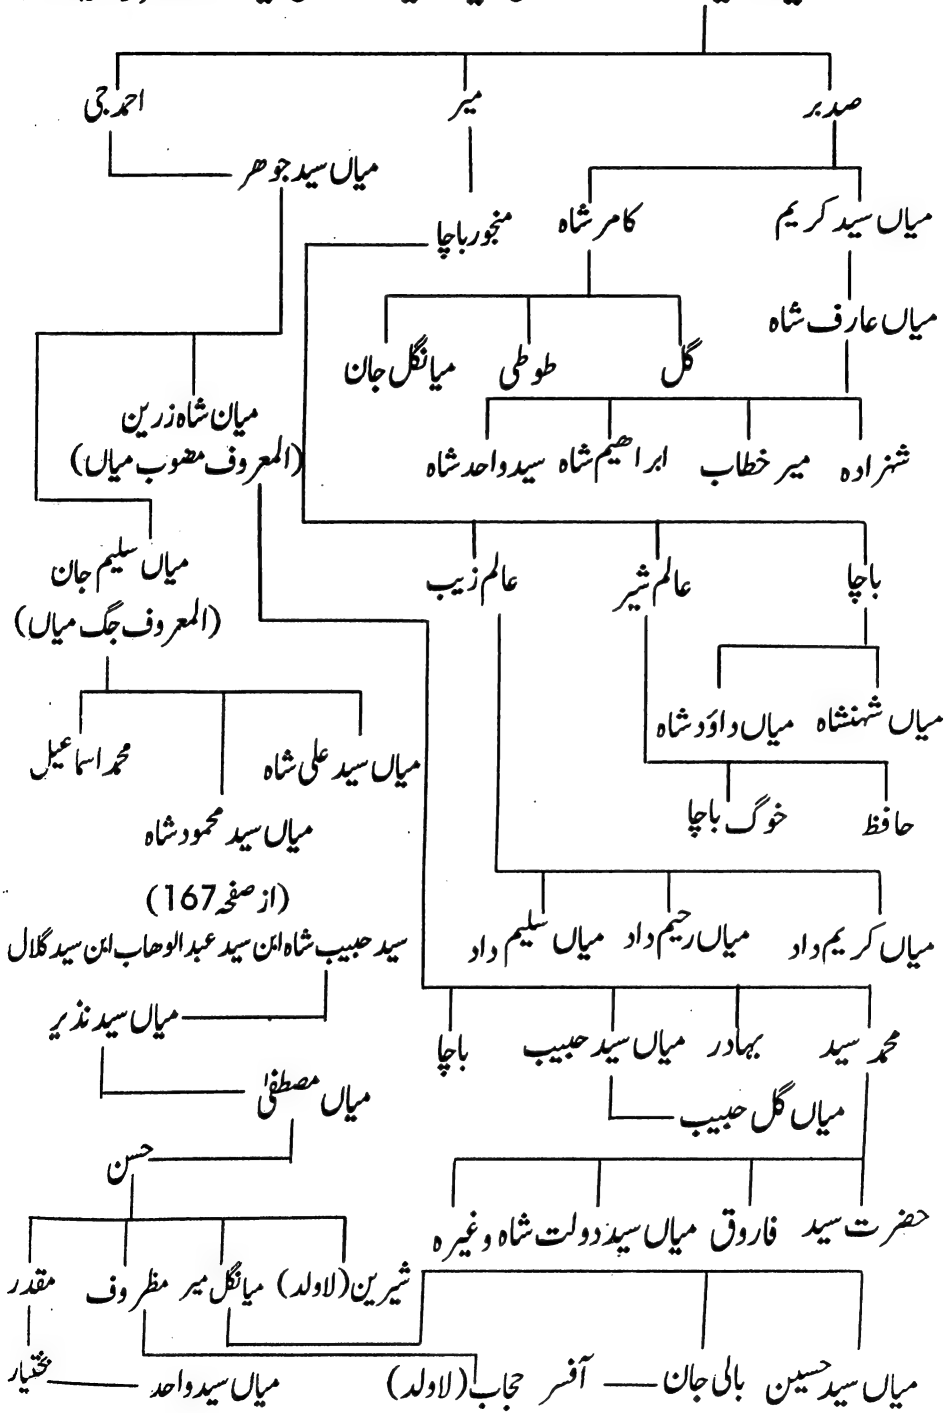 صدبر میر احمد جی
میاں سید جوھر
میاں سید کریم کامر شاہ منجور باچا
میاں عارف شاہ
گل طوطی میانگل جان
میان شاہ زرین
شہزادہ میر خطاب ابراھیم شاہ سید واحد شاہ (المعروف مضوب میاں)
باچا عالم شیر عالم زیب میاں سلیم جان
(المعروف جگ میاں)
میاں شہنشاہ میاں داؤد شاہ
میاں سید علی شاہ محمد اسماعیل
حافظ خوگ باچا میاں سید محمود شاہ
(از صفحہ 167)
میاں کریم داد میاں رحیم داد میاں سلیم داد سید حبیب شاہ ابن سید عبدالوھاب ابن سید گلال
میاں سید نذیر
محمد سید بہادر میاں سید حبیب باچا
میاں گل حبیب میاں مصطفیٰ
حسن
حضرت سید فاروق میاں سید دولت شاہ وغیرہ
شیرین (لاولد) میانگل میر مظروف مقدر
میاں سید حسین بالی جان آفسر حجاب (لاولد) میاں سید واحد بختیار